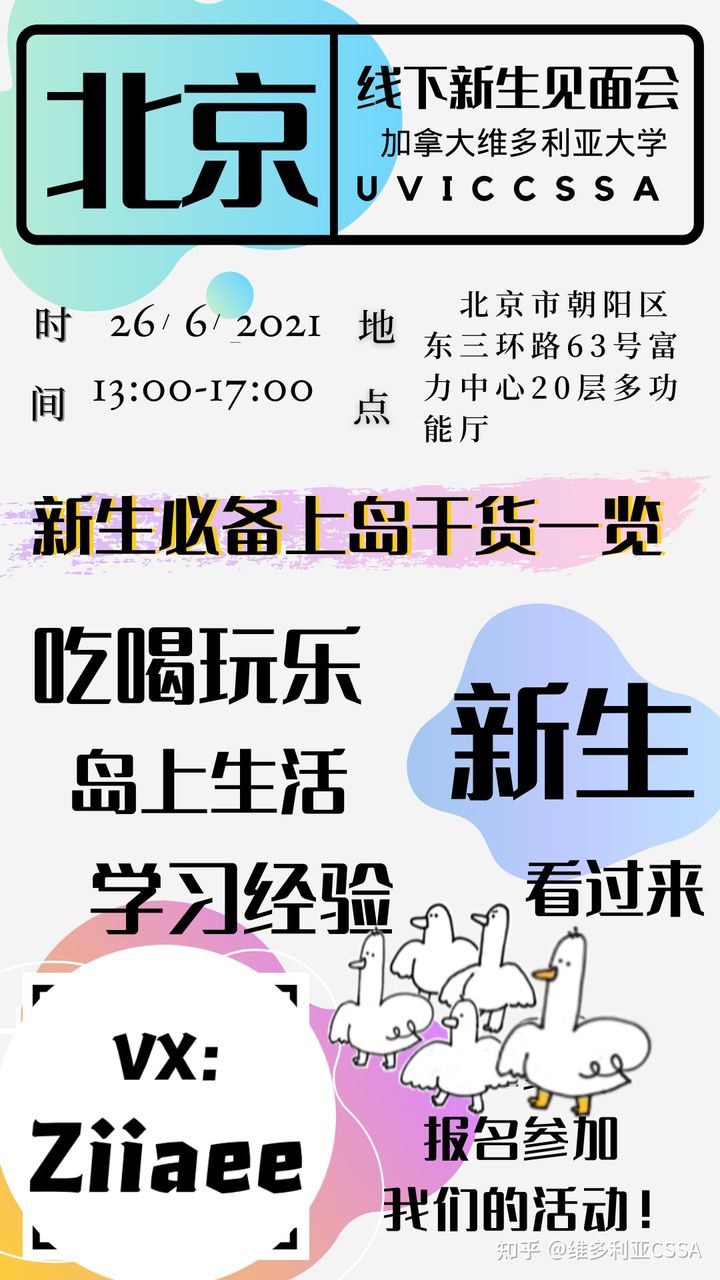 北京
线下新生见面会
加拿大维多利亚大学
UVICCSSA
时间
26/ 6/ 2021
13:00-17:00
地点
北京市朝阳区
东三环路63号富
力中心20层多功
能厅
新生必备上岛干货一览
吃喝玩乐
岛上生活
学习经验
新生
看过来
vx:
Ziiaee
报名参加
我们的活动!
知乎 @维多利亚CSSA